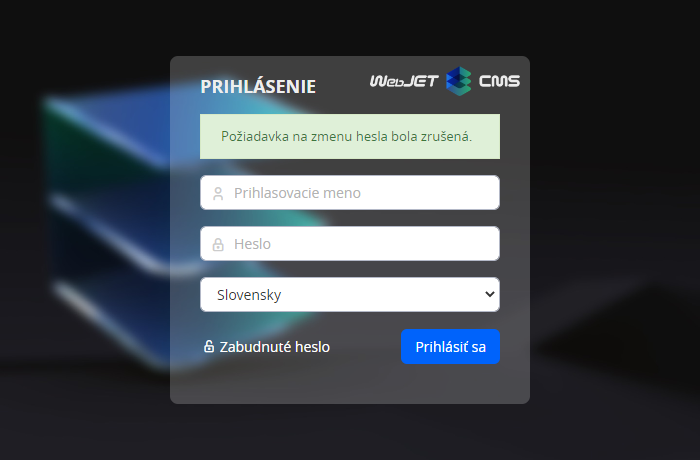 PRIHLÁSENIE
WebJET CMS
Požiadavka na zmenu hesla bola zrušená.
Prihlasovacie meno
Heslo
Slovensky
Zabudnuté heslo
Prihlásiť sa